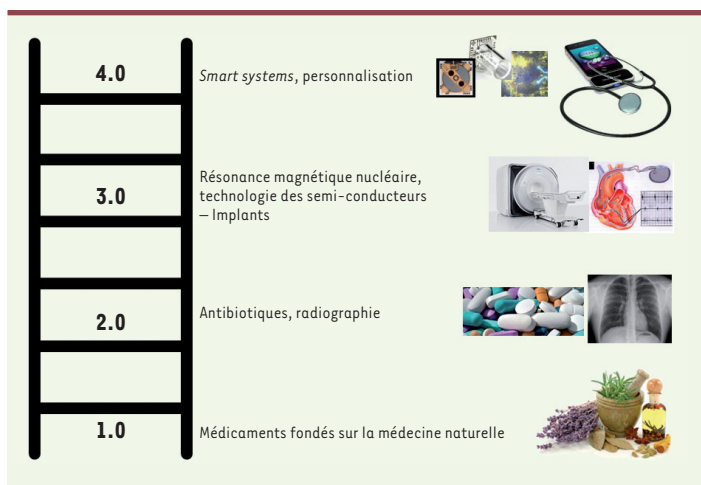 4.0
Smart systems, personnalisation
3.0
Résonance magnétique nucléaire,
technologie des semi-conducteurs
– Implants
2.0
Antibiotiques, radiographie
1.0
Médicaments fondés sur la médecine naturelle